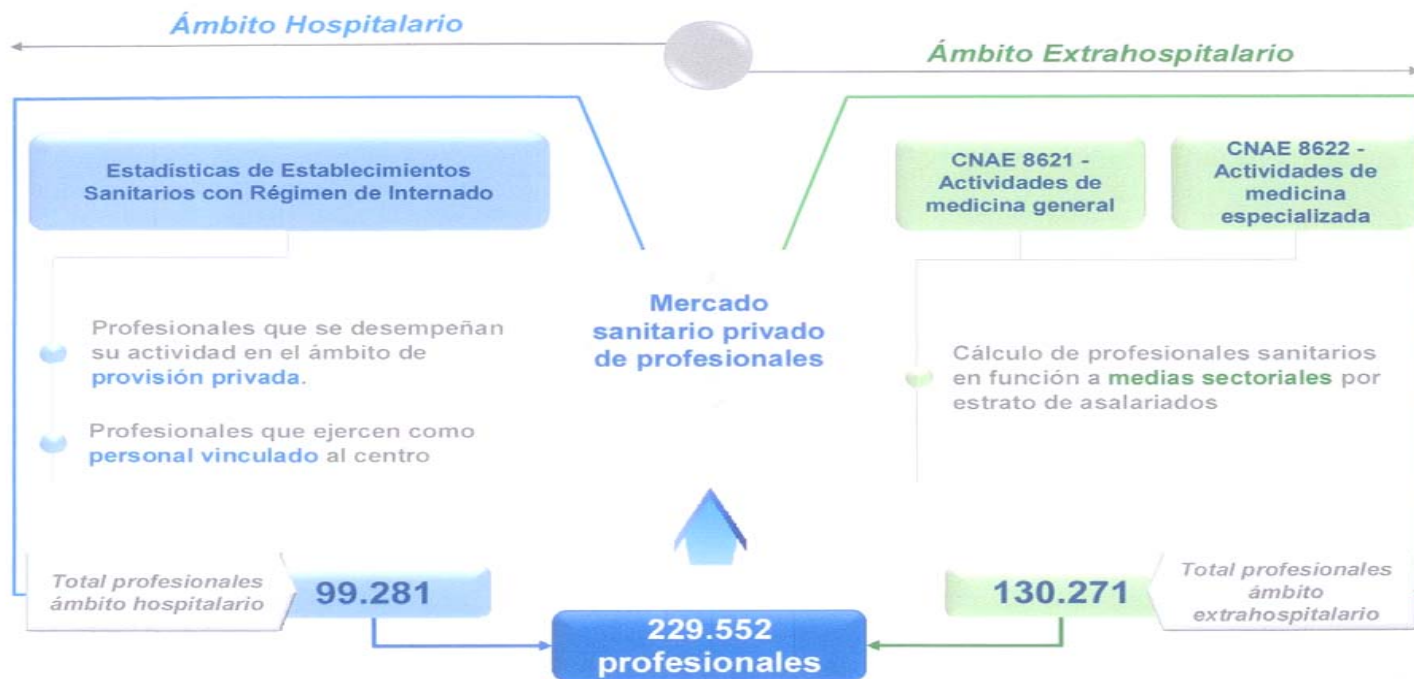 Ámbito Hospitalario
Ámbito Extrahospitalario
Estadísticas de Establecimientos
Sanitarios con Régimen de Internado
Profesionales que se desempeñan
su actividad en el ámbito de
provisión privada.
Profesionales que ejercen como
personal vinculado al centro
Mercado
sanitario privado
de profesionales
CNAE 8621 -
Actividades de
medicina general
CNAE 8622 -
Actividades de
medicina
especializada
Cálculo de profesionales sanitarios
en función a medias sectoriales por
estrato de asalariados
Total profesionales
ámbito hospitalario
99.281
229.552
profesionales
130.271
Total profesionales
ámbito
extrahospitalario